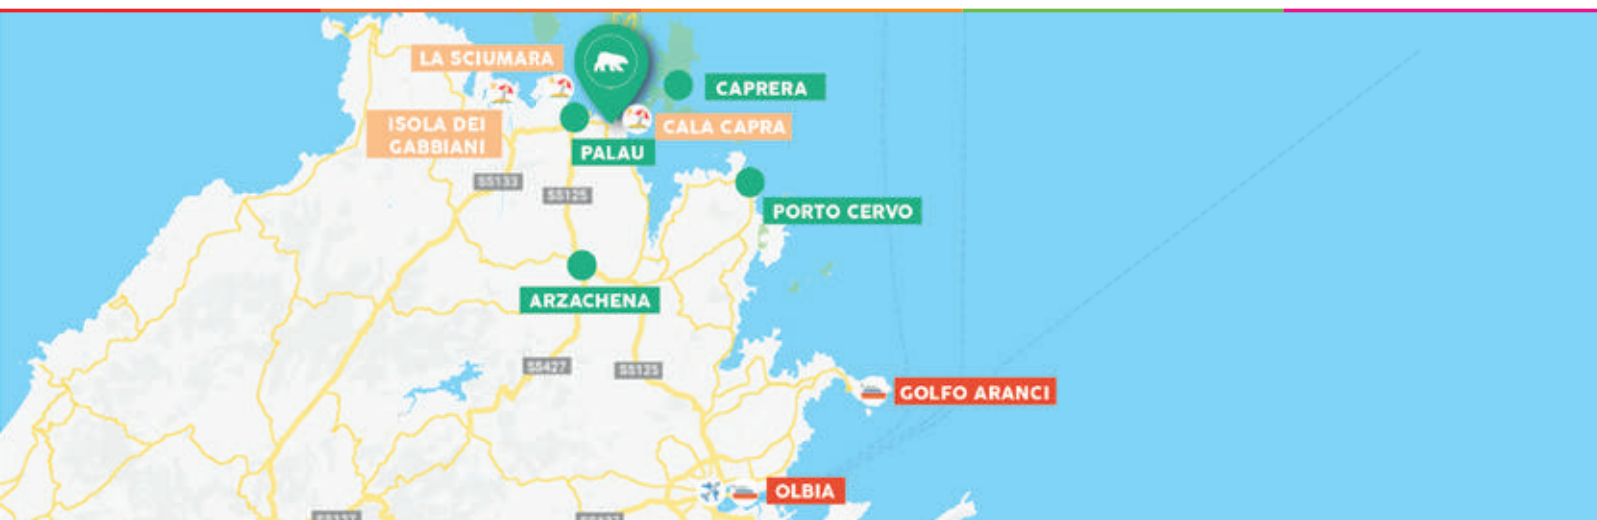 LA SCIUMARA
CAPRERA
ISOLA DEI
GABBIANI
CALA CAPRA
PALAU
SS133
SS125
PORTO CERVO
ARZACHENA
SS427
SS125
GOLFO ARANCI
OLBIA